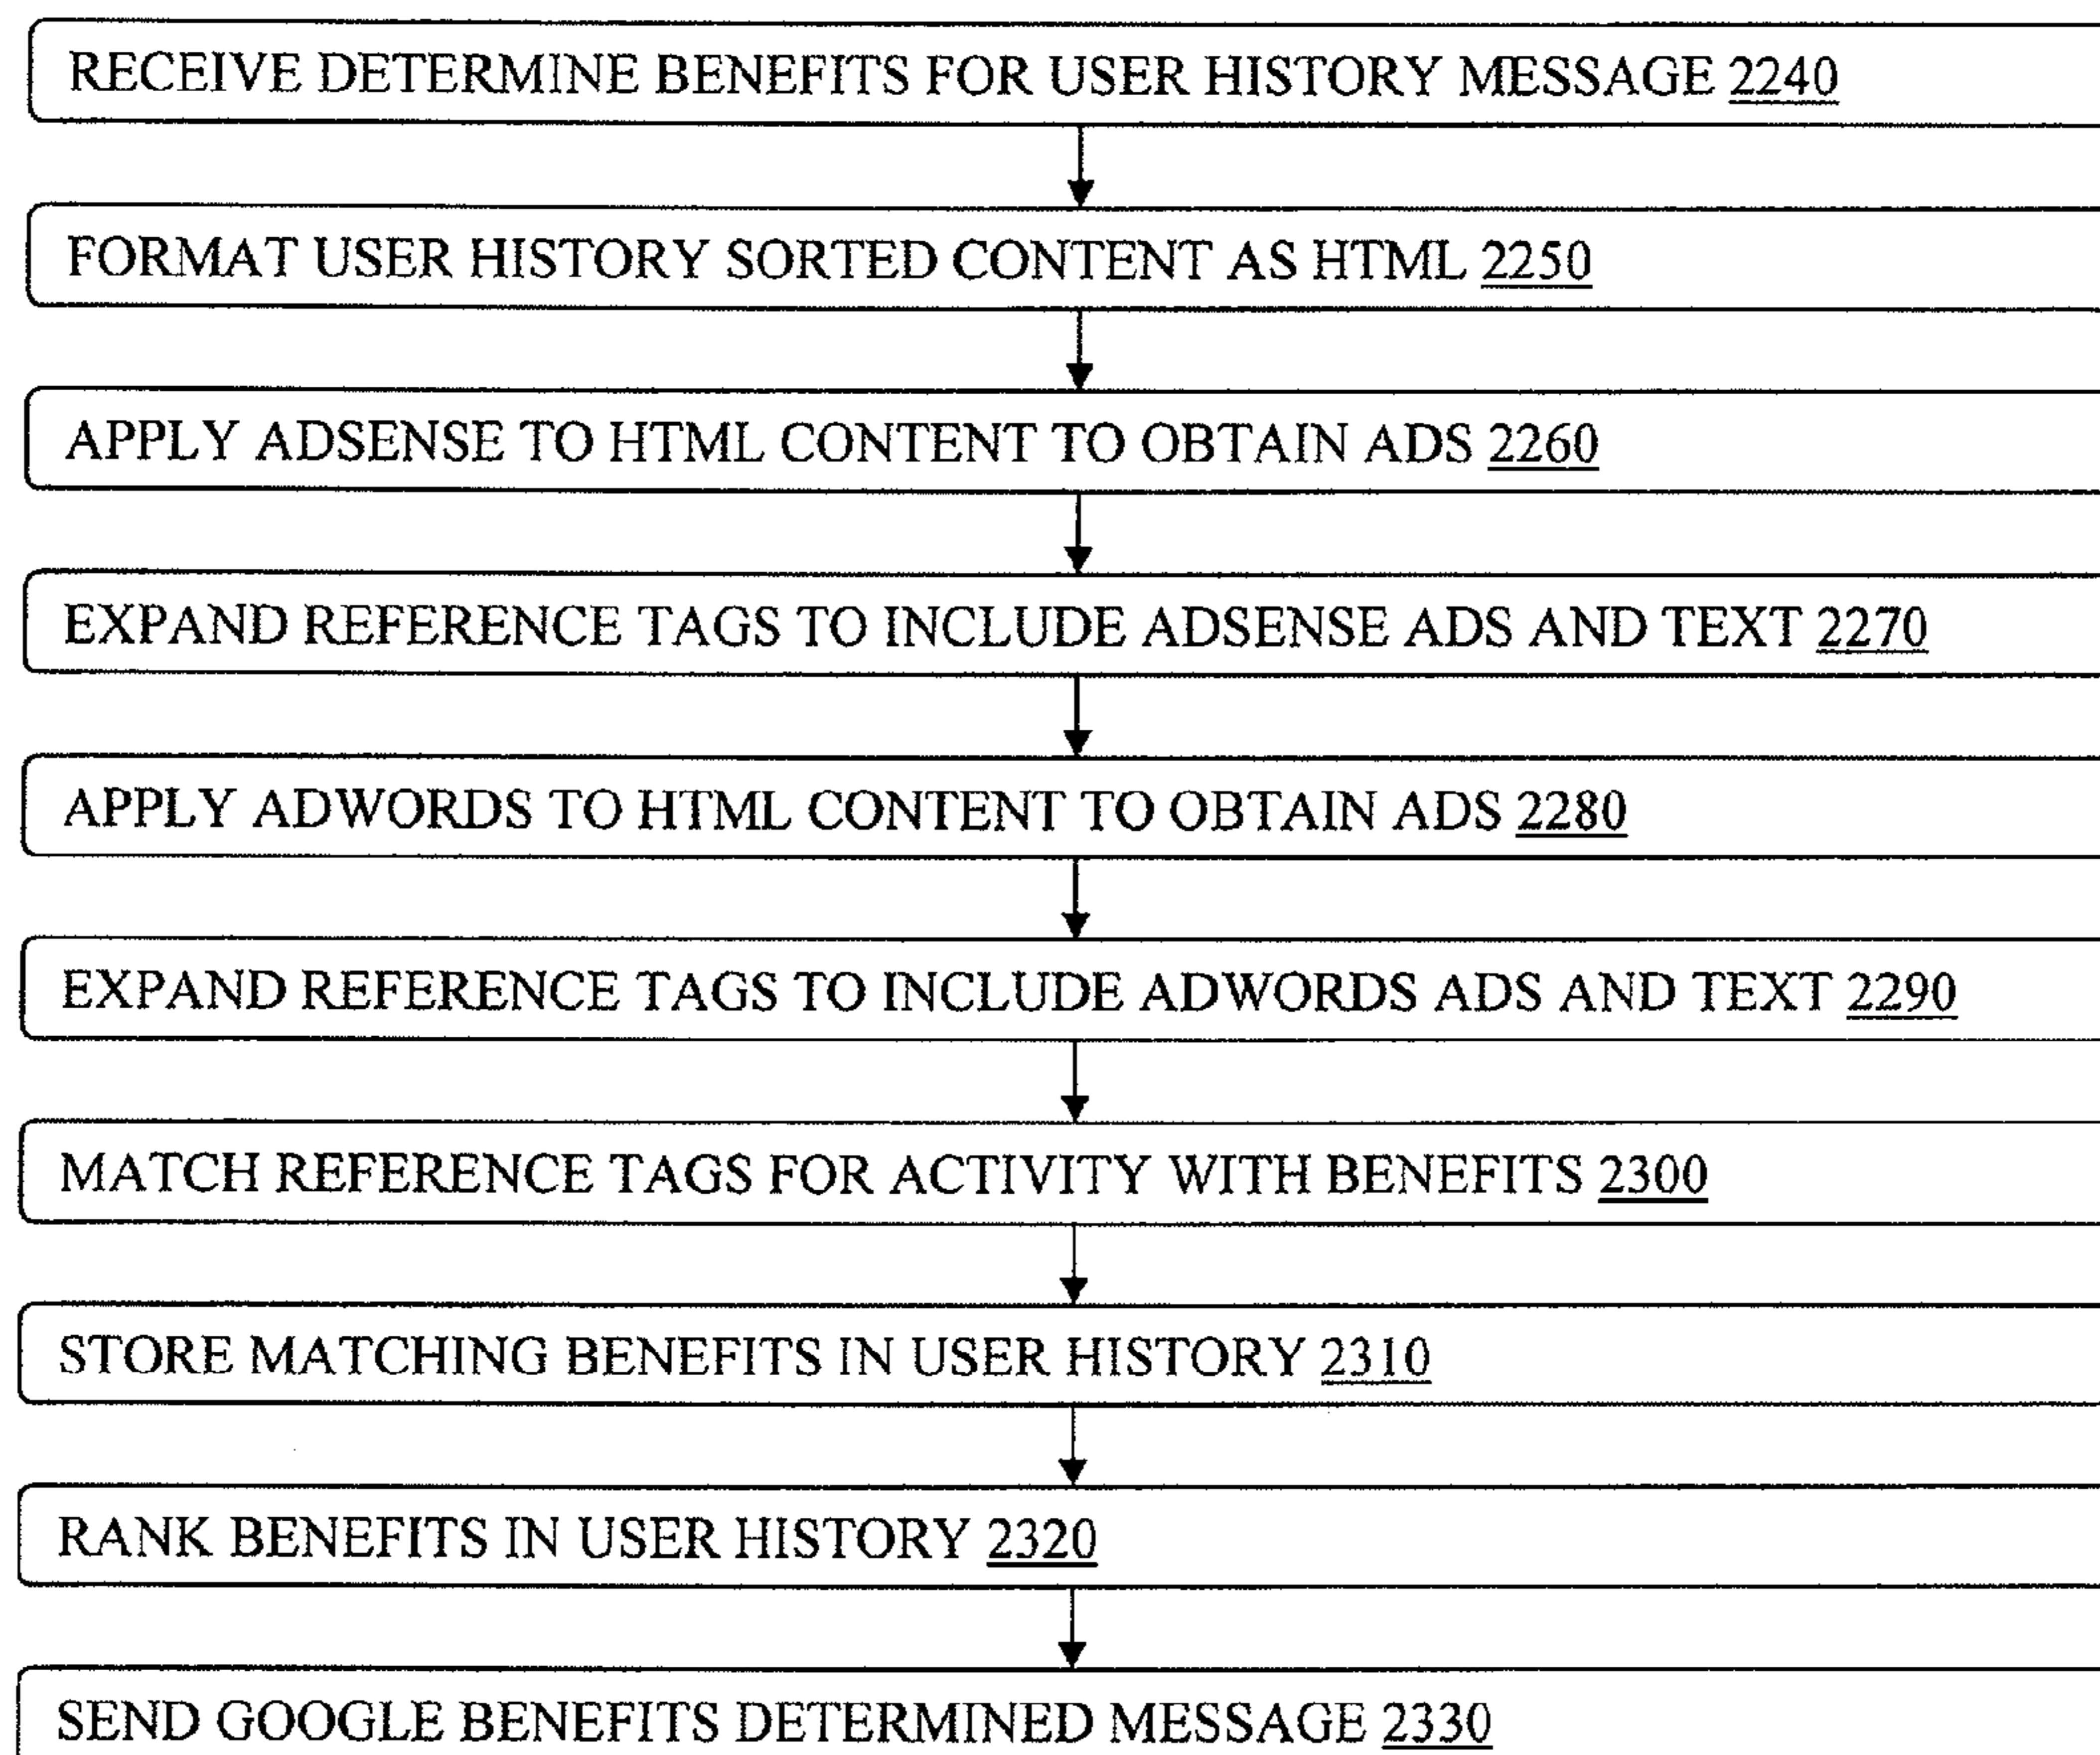 RECEIVE DETERMINE BENEFITS FOR USER HISTORY MESSAGE 2240
FORMAT USER HISTORY SORTED CONTENT AS HTML 2250
APPLY ADSENSE TO HTML CONTENT TO OBTAIN ADS 2260
EXPAND REFERENCE TAGS TO INCLUDE ADSENSE ADS AND TEXT 2270
APPLY ADWORDS TO HTML CONTENT TO OBTAIN ADS 2280
EXPAND REFERENCE TAGS TO INCLUDE ADWORDS ADS AND TEXT 2290
MATCH REFERENCE TAGS FOR ACTIVITY WITH BENEFITS 2300
STORE MATCHING BENEFITS IN USER HISTORY 2310
RANK BENEFITS IN USER HISTORY 2320
SEND GOOGLE BENEFITS DETERMINED MESSAGE 2330